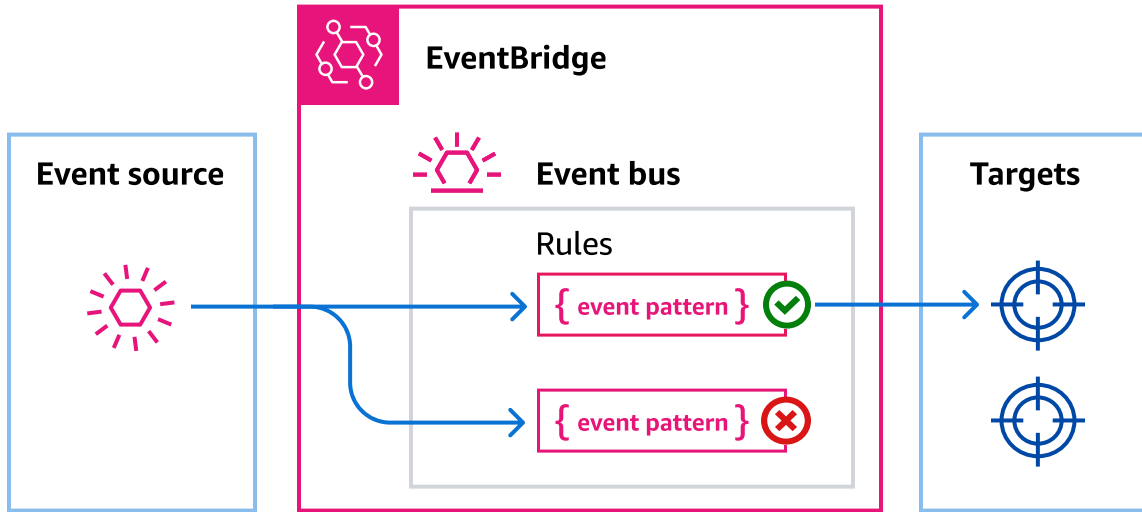 EventBridge
Event source
Event bus
Targets
Rules
{ event pattern }
{ event pattern }